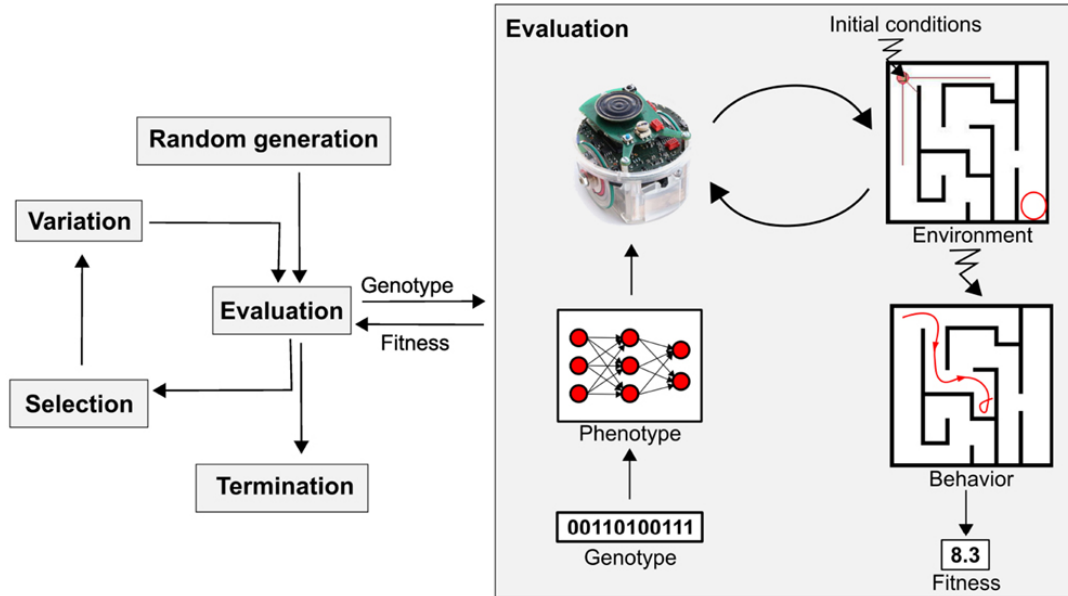 Random generation
Variation
Evaluation
Selection
Termination
Genotype
Fitness
Evaluation
Initial conditions
Environment
Phenotype
00110100111
Genotype
Behavior
8.3
Fitness